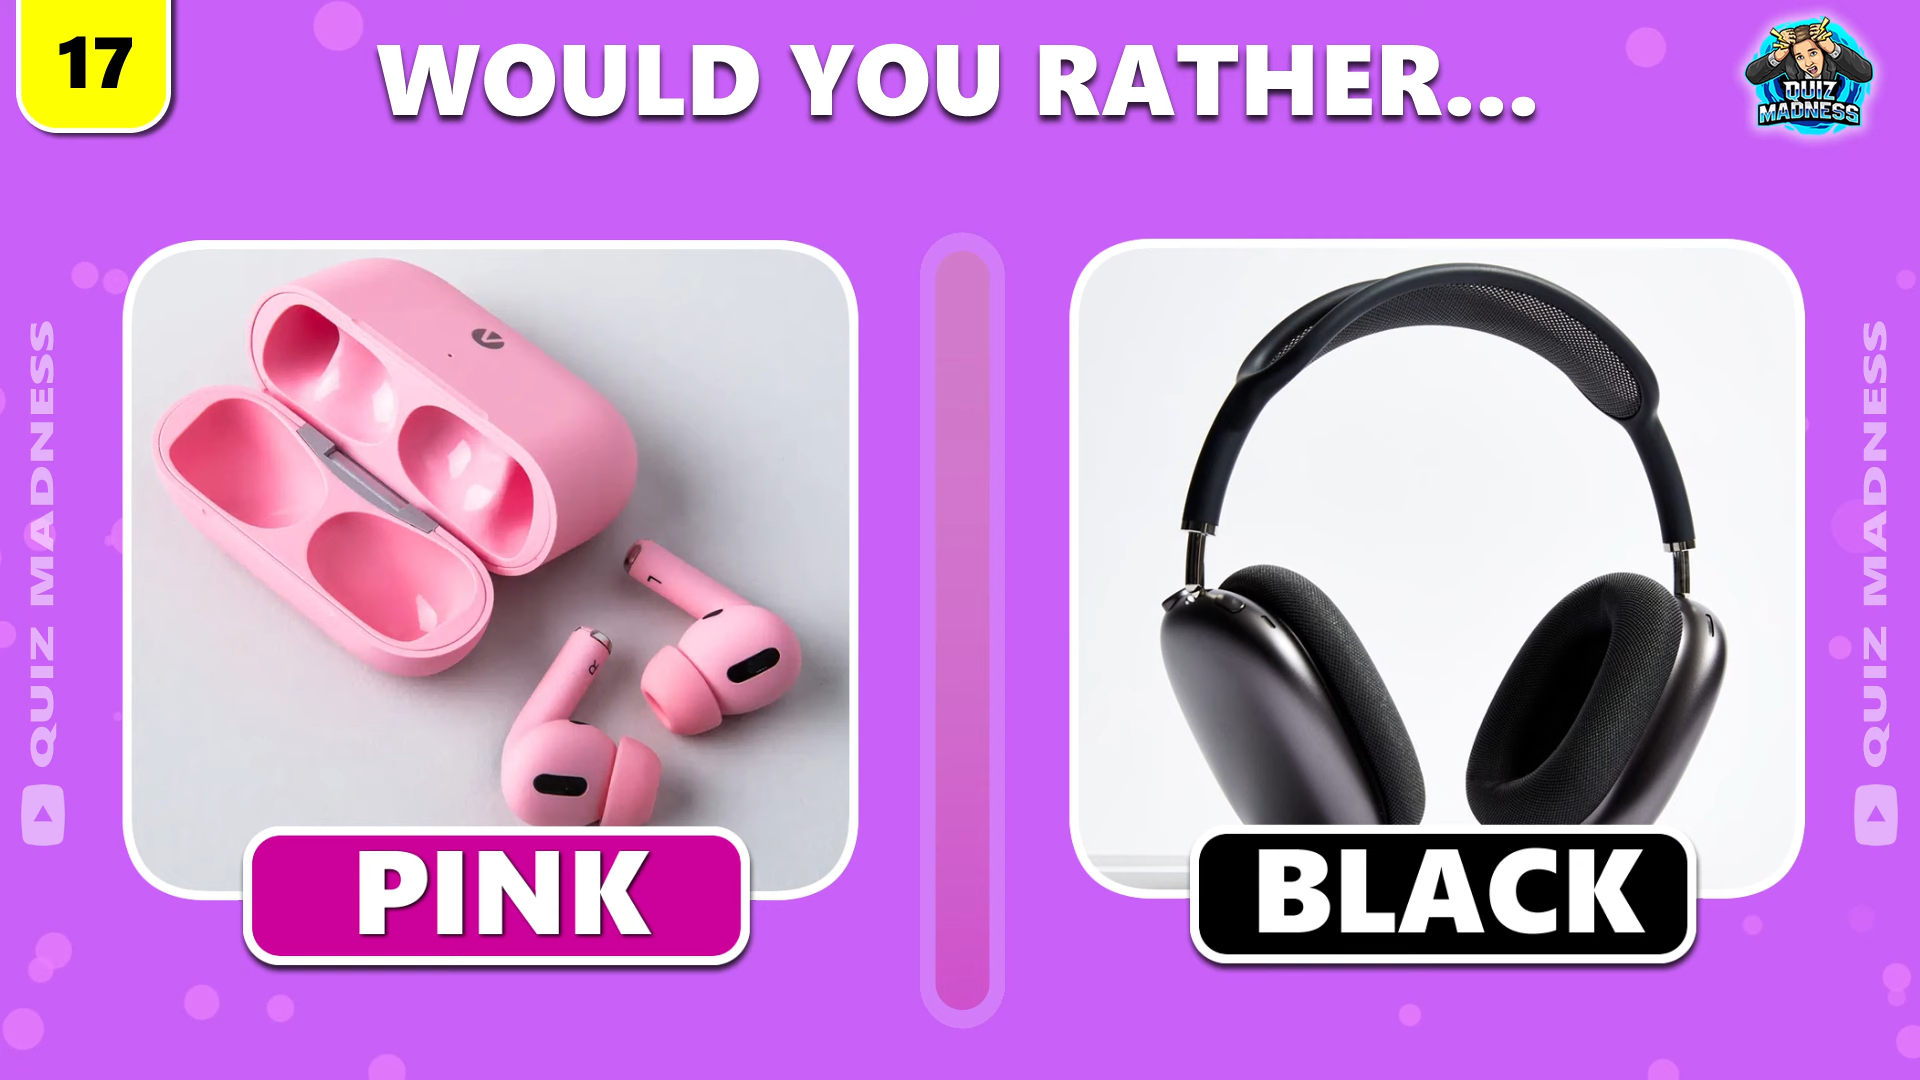 17
WOULD YOU RATHER...
QUIZ
MADNESS
QUIZ MADNESS
L
R
PINK
BLACK
QUIZ MADNESS